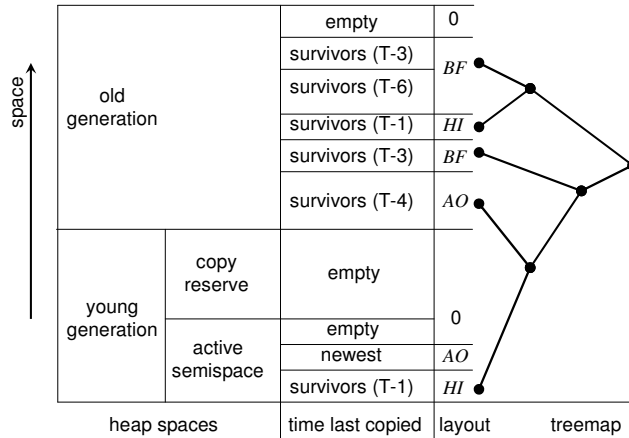 empty
0
survivors (T-3)
BF
survivors (T-6)
old
generation
space
survivors (T-1)
HI
survivors (T-3)
BF
survivors (T-4)
AO
copy
reserve
empty
young
generation
0
empty
active
semispace
newest
AO
survivors (T-1)
HI
heap spaces
time last copied
layout
treemap